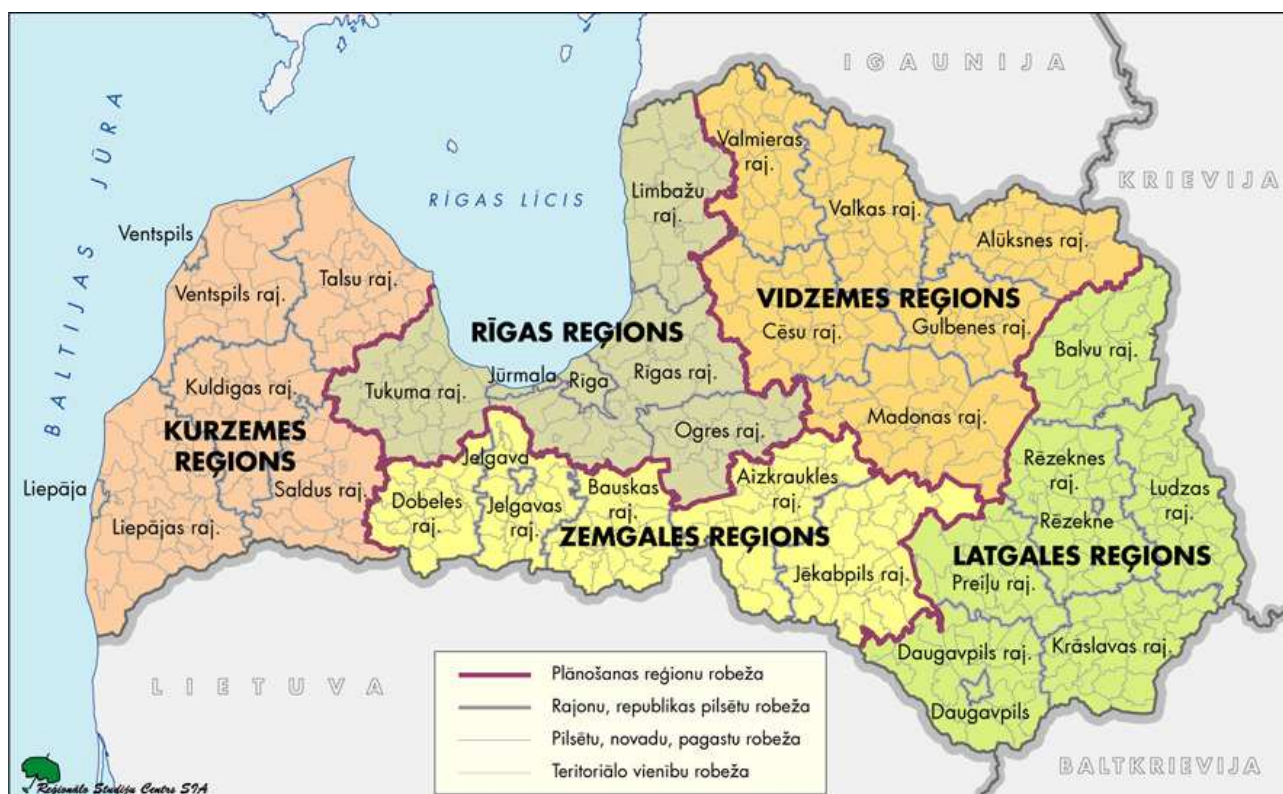 IGAUNIJA
KRIEVIJA
BALTIJAS JŪRA
RĪGAS LĪCIS
Valmieras
raj.
Limbažu
raj.
Valkas raj.
Alūksnes raj.
Ventspils
Talsu raj.
Ventspils raj.
VIDZEMES REĢIONS
RĪGAS REĢIONS
Cēsu raj.
Gulbenes raj.
Balvu raj.
Kuldīgas raj.
Tukuma raj.
Jūrmala
Rīga
Rīgas raj.
Madonas raj.
KURZEMES
REĢIONS
Ogres raj.
Jelgava
Rēzeknes
raj.
Liepāja
Saldus raj.
Dobeles
raj.
Jelgavas
raj.
Bauskas
raj.
Aizkraukles
raj.
Ludzas
raj.
Rēzekne
Liepājas raj.
ZEMGALES REĢIONS
LATGALES REĢIONS
Jēkabpils raj.
Preiļu raj.
Daugavpils raj.
Krāslavas raj.
Daugavpils
LIETUVA
BALTKRIEVIJA
Plānošanas reģionu robeža
Rajonu, republikas pilsētu robeža
Pilsētu, novadu, pagastu robeža
Teritoriālo vienību robeža
Reģionālo Studiju Centrs SIA